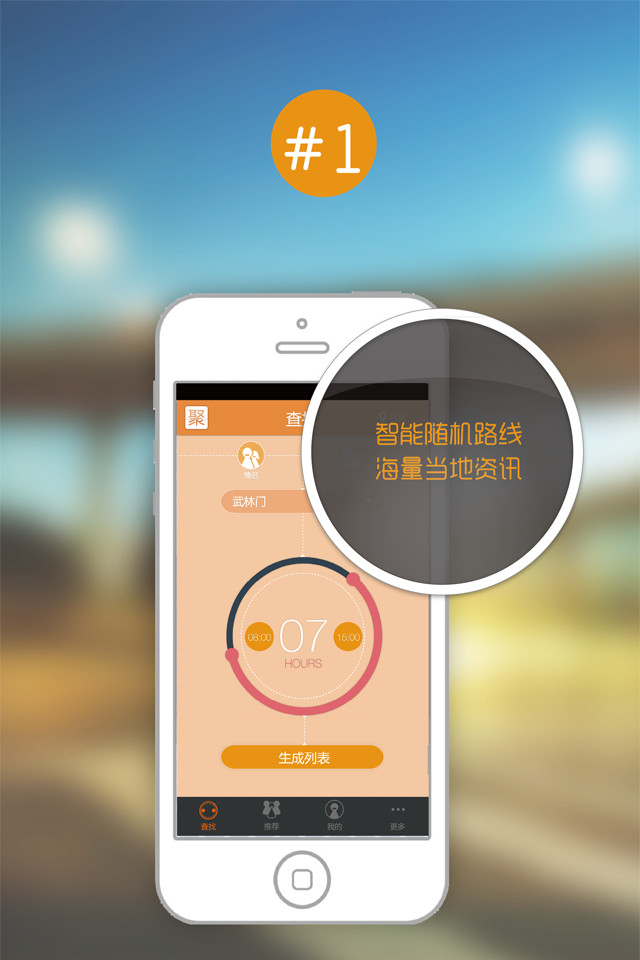 #1
智能随机路线
海量当地资讯
聚
查
情侣
武林门
08:00
07
15:00
HOURS
生成列表
查找
推荐
我的
更多